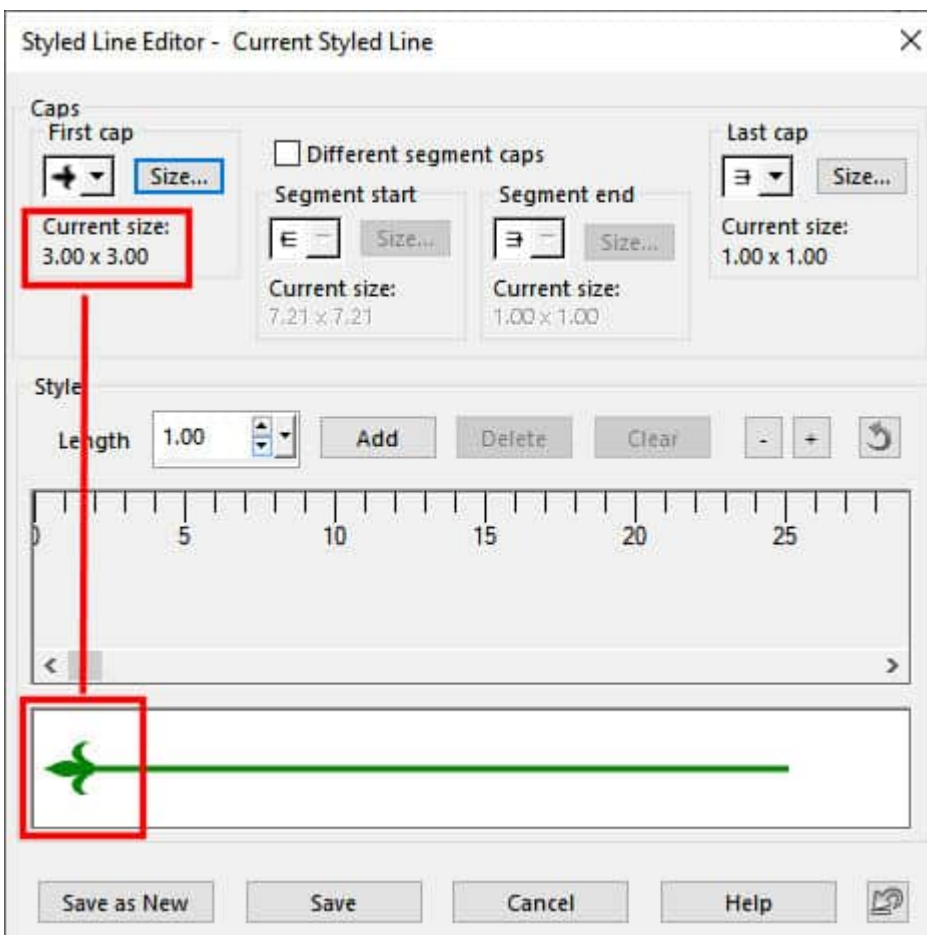 Styled Line Editor - Current Styled Line
Caps
First cap
Size...
Current size:
3.00 x 3.00
Different segment caps
Segment start
Size...
Current size:
7.21 x 7.21
Segment end
Size...
Current size:
1.00 x 1.00
Last cap
Size...
Current size:
1.00 x 1.00
Style
Length 1.00 Add Delete Clear - +
0 5 10 15 20 25
Save as New Save Cancel Help